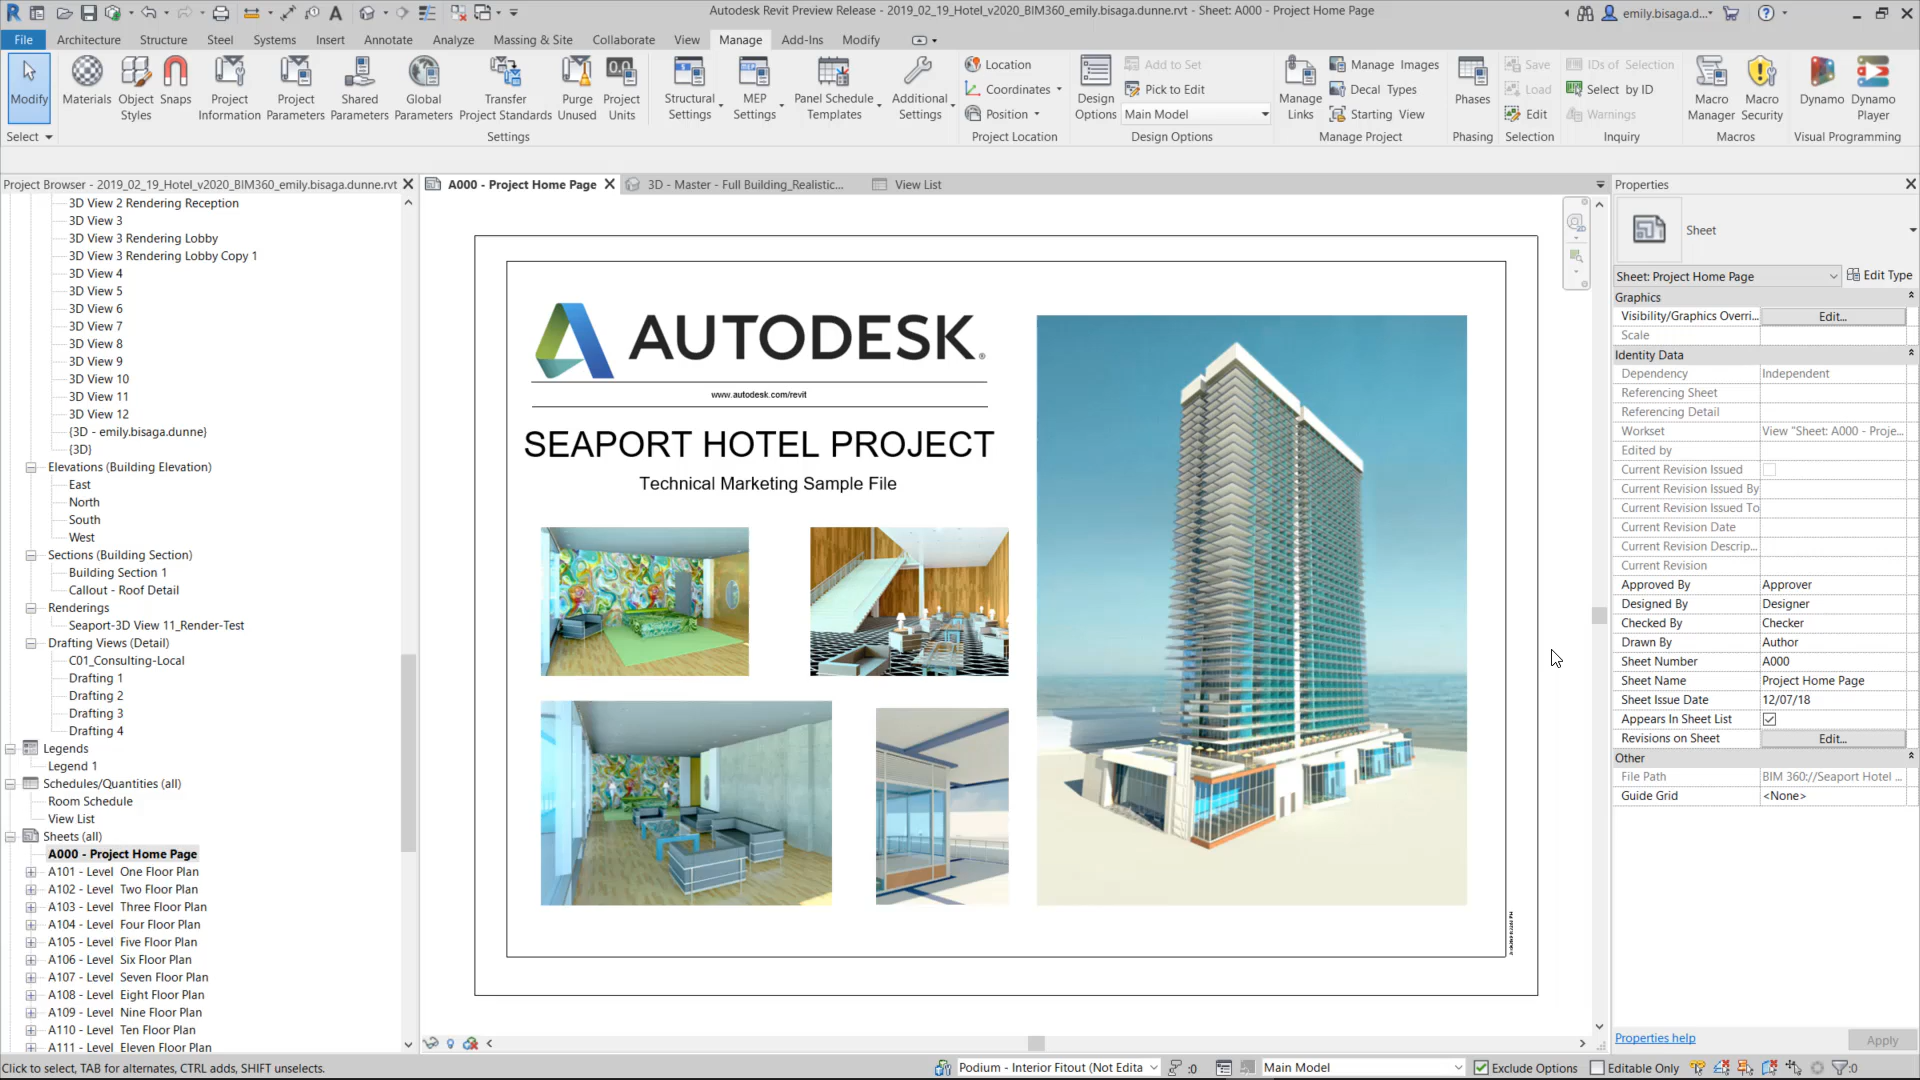 Autodesk Revit Preview Release - 2019_02_19_Hotel_v2020_BIM360_emily.bisaga.dunne.rvt - Sheet: A000 - Project Home Page
emily.bisaga.d...
File Architecture Structure Steel Systems Insert Annotate Analyze Massing & Site Collaborate View Manage Add-Ins Modify
Modify
Materials
Object Styles
Snaps
Project Information
Project Parameters
Shared Parameters
Global Parameters
Transfer Project Standards
Purge Unused
Project Units
Structural Settings
MEP Settings
Panel Schedule Templates
Additional Settings
Location
Coordinates
Position
Design Options
Add to Set
Pick to Edit
Main Model
Manage Links
Manage Images
Decal Types
Starting View
Phases
Save
Load
Edit
IDs of Selection
Select by ID
Warnings
Macro Manager
Macro Security
Dynamo
Dynamo Player
Select Settings Project Location Design Options Manage Project Phasing Selection Inquiry Macros Visual Programming
Project Browser - 2019_02_19_Hotel_v2020_BIM360_emily.bisaga.dunne.rvt
3D View 2 Rendering Reception
3D View 3
3D View 3 Rendering Lobby
3D View 3 Rendering Lobby Copy 1
3D View 4
3D View 5
3D View 6
3D View 7
3D View 8
3D View 9
3D View 10
3D View 11
3D View 12
{3D - emily.bisaga.dunne}
{3D}
Elevations (Building Elevation)
East
North
South
West
Sections (Building Section)
Building Section 1
Callout - Roof Detail
Renderings
Seaport-3D View 11_Render-Test
Drafting Views (Detail)
C01_Consulting-Local
Drafting 1
Drafting 2
Drafting 3
Drafting 4
Legends
Legend 1
Schedules/Quantities (all)
Room Schedule
View List
Sheets (all)
A000 - Project Home Page
A101 - Level One Floor Plan
A102 - Level Two Floor Plan
A103 - Level Three Floor Plan
A104 - Level Four Floor Plan
A105 - Level Five Floor Plan
A106 - Level Six Floor Plan
A107 - Level Seven Floor Plan
A108 - Level Eight Floor Plan
A109 - Level Nine Floor Plan
A110 - Level Ten Floor Plan
A111 - Level Eleven Floor Plan
A000 - Project Home Page
3D - Master - Full Building_Realistic...
View List
AUTODESK®
www.autodesk.com/revit
SEAPORT HOTEL PROJECT
Technical Marketing Sample File
Properties
Sheet
Sheet: Project Home Page
Edit Type
Graphics
Visibility/Graphics Overri... Edit...
Scale
Identity Data
Dependency Independent
Referencing Sheet
Referencing Detail
Workset View "Sheet: A000 - Proje...
Edited by
Current Revision Issued
Current Revision Issued By
Current Revision Issued To
Current Revision Date
Current Revision Descrip...
Current Revision
Approved By Approver
Designed By Designer
Checked By Checker
Drawn By Author
Sheet Number A000
Sheet Name Project Home Page
Sheet Issue Date 12/07/18
Appears In Sheet List
Revisions on Sheet Edit...
Other
File Path BIM 360://Seaport Hotel ...
Guide Grid <None>
Properties help
Apply
Click to select, TAB for alternates, CTRL adds, SHIFT unselects.
Podium - Interior Fitout (Not Edita
:0
Main Model
Exclude Options
Editable Only
:0